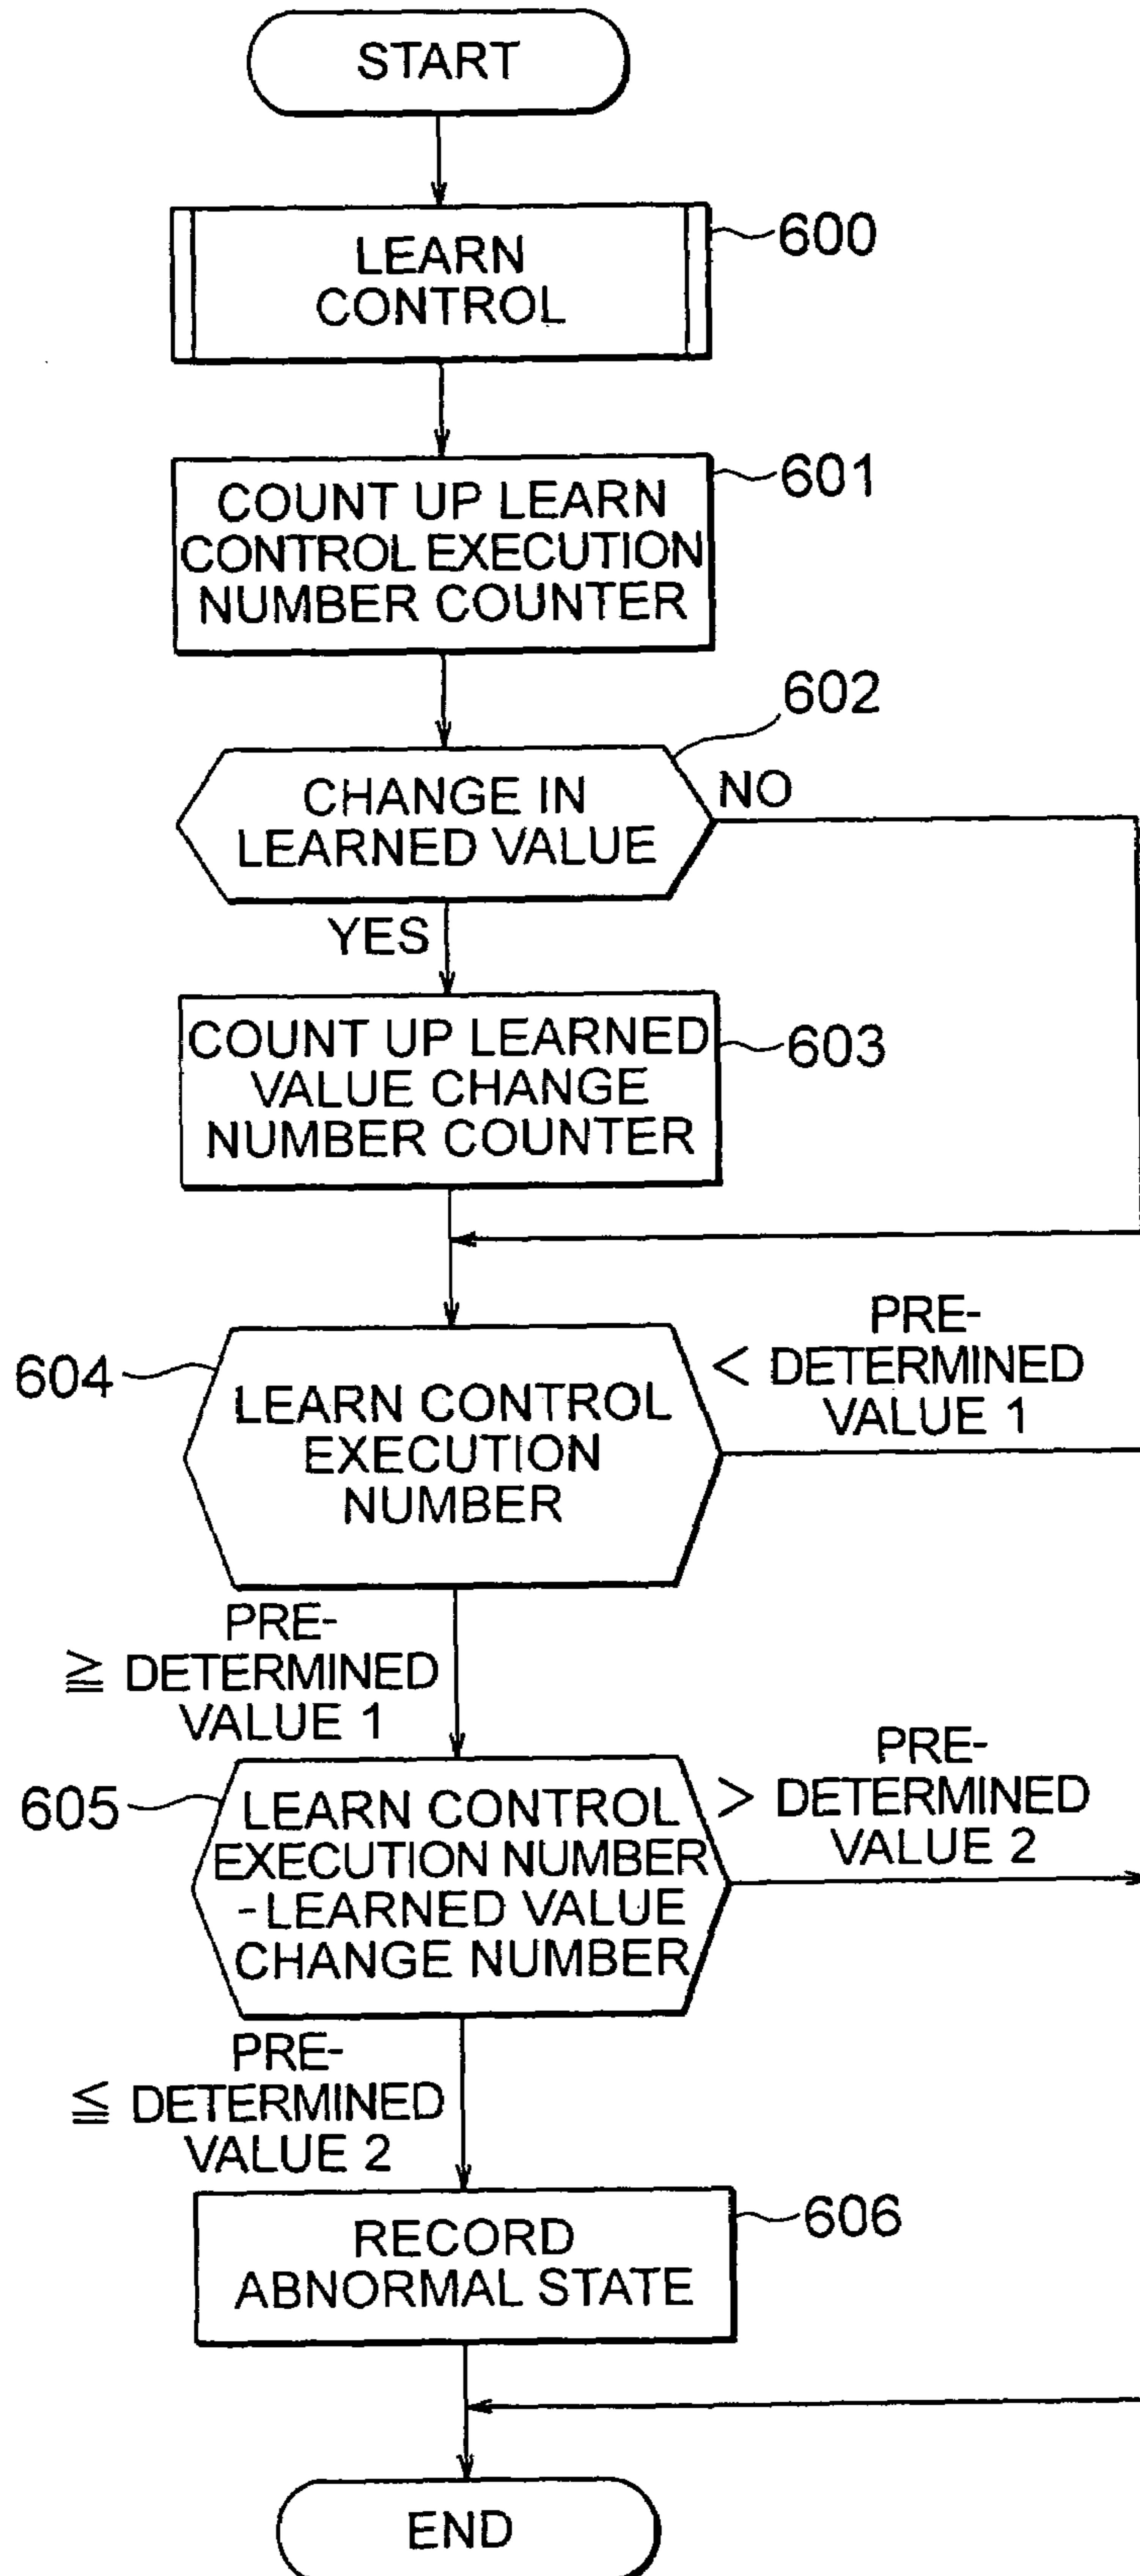 START
LEARN
CONTROL
600
COUNT UP LEARN
CONTROL EXECUTION
NUMBER COUNTER
601
602
CHANGE IN
LEARNED VALUE
NO
YES
COUNT UP LEARNED
VALUE CHANGE
NUMBER COUNTER
603
604
LEARN CONTROL
EXECUTION
NUMBER
PRE-
< DETERMINED
VALUE 1
PRE-
≧ DETERMINED
VALUE 1
605
LEARN CONTROL
EXECUTION NUMBER
- LEARNED VALUE
CHANGE NUMBER
PRE-
> DETERMINED
VALUE 2
PRE-
≦ DETERMINED
VALUE 2
RECORD
ABNORMAL STATE
606
END